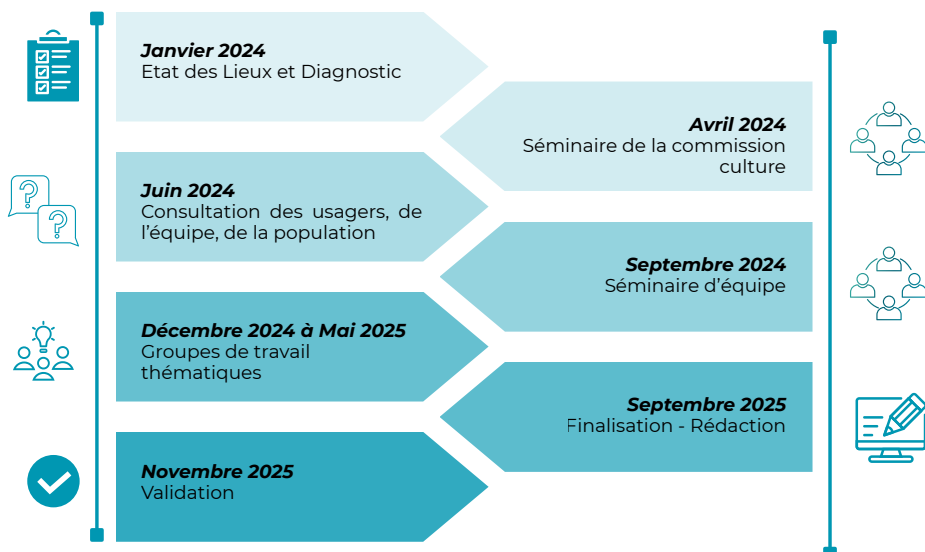 Janvier 2024
Etat des Lieux et Diagnostic
Avril 2024
Séminaire de la commission
culture
Juin 2024
Consultation des usagers, de
l’équipe, de la population
Septembre 2024
Séminaire d’équipe
Décembre 2024 à Mai 2025
Groupes de travail
thématiques
Septembre 2025
Finalisation - Rédaction
Novembre 2025
Validation